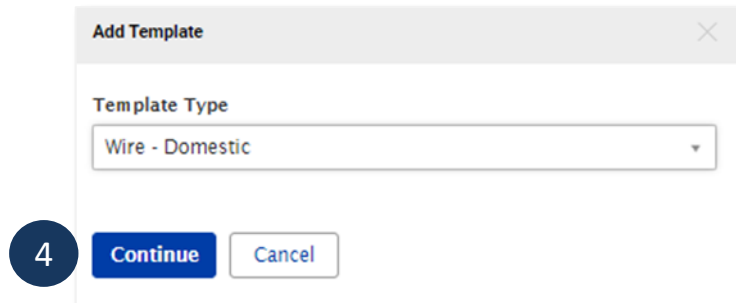 Add Template
Template Type
Wire - Domestic
4 Continue Cancel